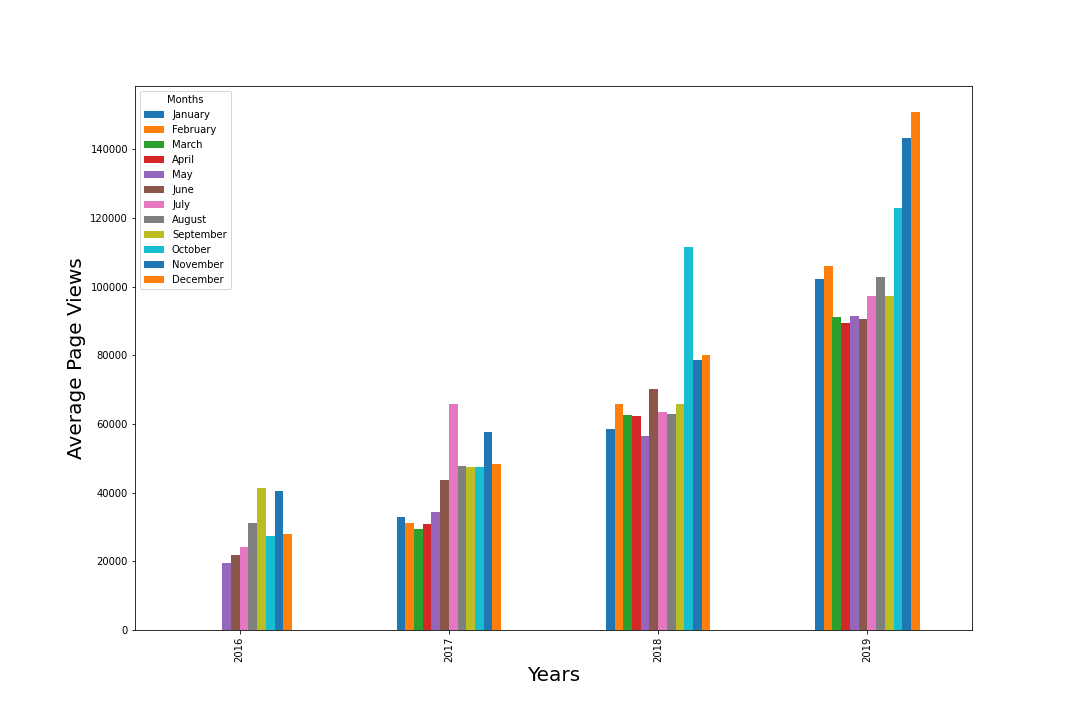 Months
January
February
March
April
May
June
July
August
September
October
November
December
Average Page Views
140000
120000
100000
80000
60000
40000
20000
0
2016
2017
2018
2019
Years